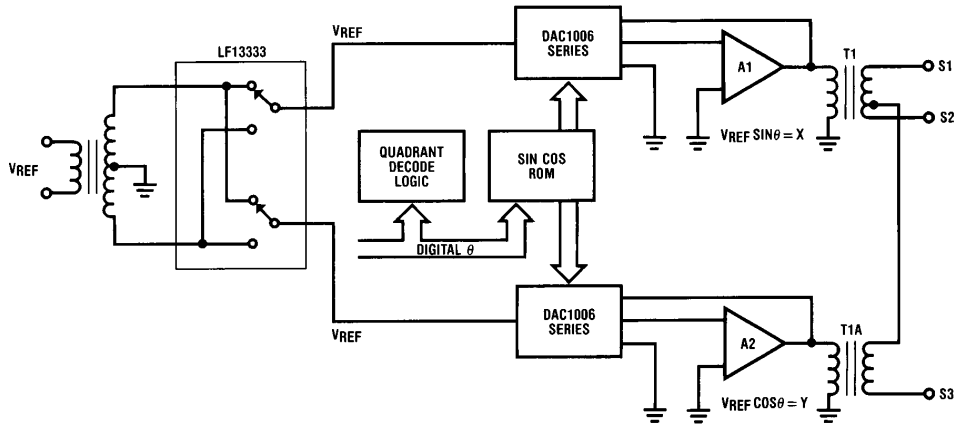 LF13333
VREF
DAC1006
SERIES
A1
T1
S1
S2
VREF SINθ = X
VREF
QUADRANT
DECODE
LOGIC
SIN COS
ROM
DIGITAL θ
VREF
DAC1006
SERIES
A2
T1A
S3
VREF COSθ = Y